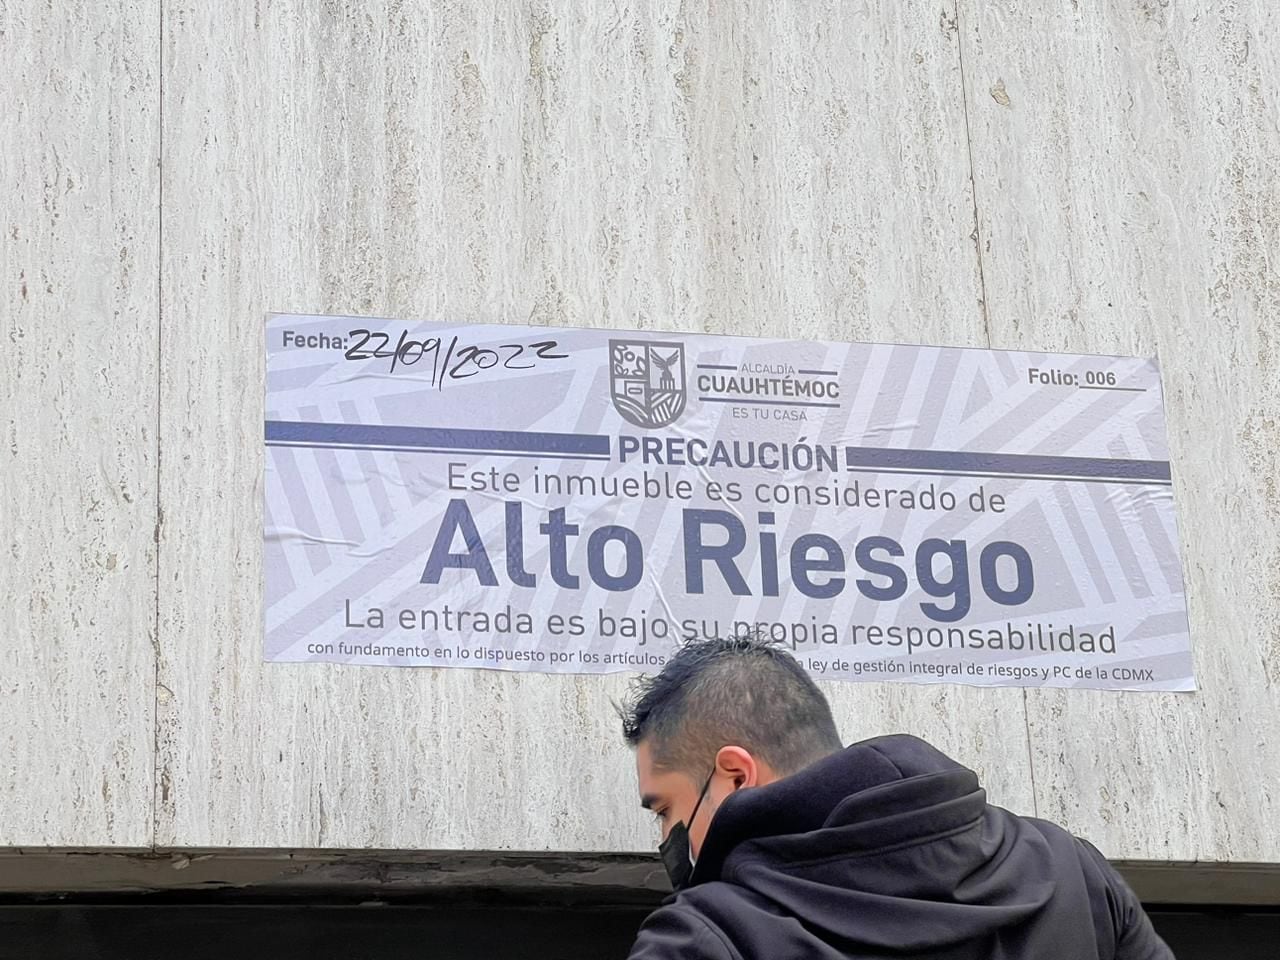 Fecha: 22/09/2022
ALCALDÍA
CUAUHTÉMOC
ES TU CASA
Folio: 006
PRECAUCIÓN
Este inmueble es considerado de
Alto Riesgo
La entrada es bajo su propia responsabilidad
con fundamento en lo dispuesto por los artículos ley de gestión integral de riesgos y PC de la CDMX